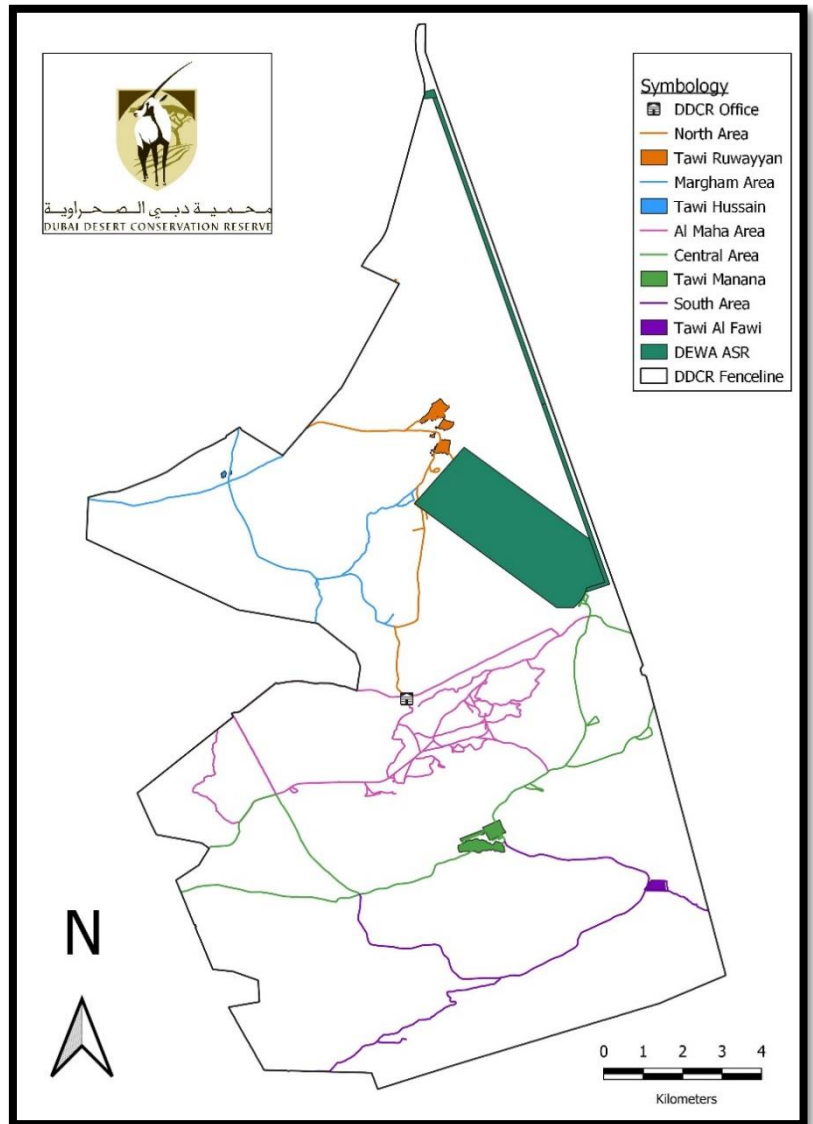 محمية دبي الصحراوية
DUBAI DESERT CONSERVATION RESERVE
Symbology
DDCR Office
North Area
Tawi Ruwayyan
Margham Area
Tawi Hussain
Al Maha Area
Central Area
Tawi Manana
South Area
Tawi Al Fawi
DEWA ASR
DDCR Fenceline
N
0 1 2 3 4
Kilometers